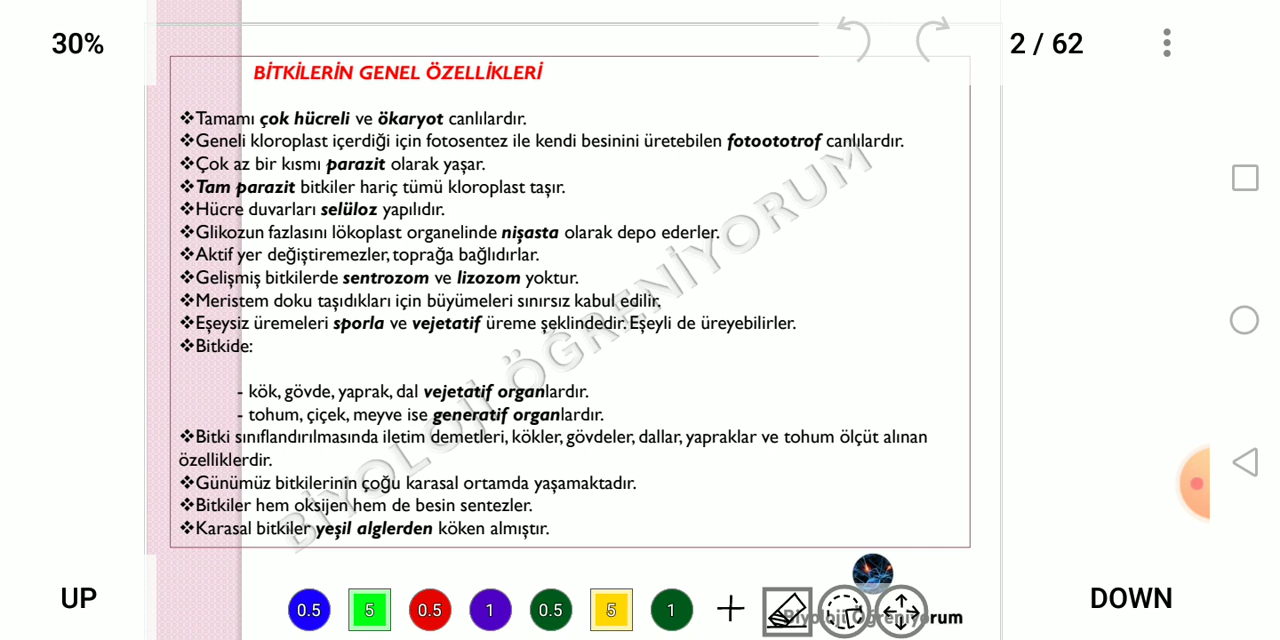 30%
2 / 62
BİTKİLERİN GENEL ÖZELLİKLERİ
❖Tamamı çok hücreli ve ökaryot canlılardır.
❖Geneli kloroplast içerdiği için fotosentez ile kendi besinini üretebilen fotoototrof canlılardır.
❖Çok az bir kısmı parazit olarak yaşar.
❖Tam parazit bitkiler hariç tümü kloroplast taşır.
❖Hücre duvarları selüloz yapılıdır.
❖Glikozun fazlasını lökoplast organelinde nişasta olarak depo ederler.
❖Aktif yer değiştiremezler, toprağa bağlıdırlar.
❖Gelişmiş bitkilerde sentrozom ve lizozom yoktur.
❖Meristem doku taşıdıkları için büyümeleri sınırsız kabul edilir.
❖Eşeysiz üremeleri sporla ve vejetatif üreme şeklindedir. Eşeyli de üreyebilirler.
❖Bitkide:
- kök, gövde, yaprak, dal vejetatif organlardır.
- tohum, çiçek, meyve ise generatif organlardır.
❖Bitki sınıflandırılmasında iletim demetleri, kökler, gövdeler, dallar, yapraklar ve tohum ölçüt alınan
özelliklerdir.
❖Günümüz bitkilerinin çoğu karasal ortamda yaşamaktadır.
❖Bitkiler hem oksijen hem de besin sentezler.
❖Karasal bitkiler yeşil alglerden köken almıştır.
BİYOLOJİ ÖĞRENİYORUM
UP
0.5 5 0.5 1 0.5 5 1
DOWN
Biyoloji Öğreniyorum